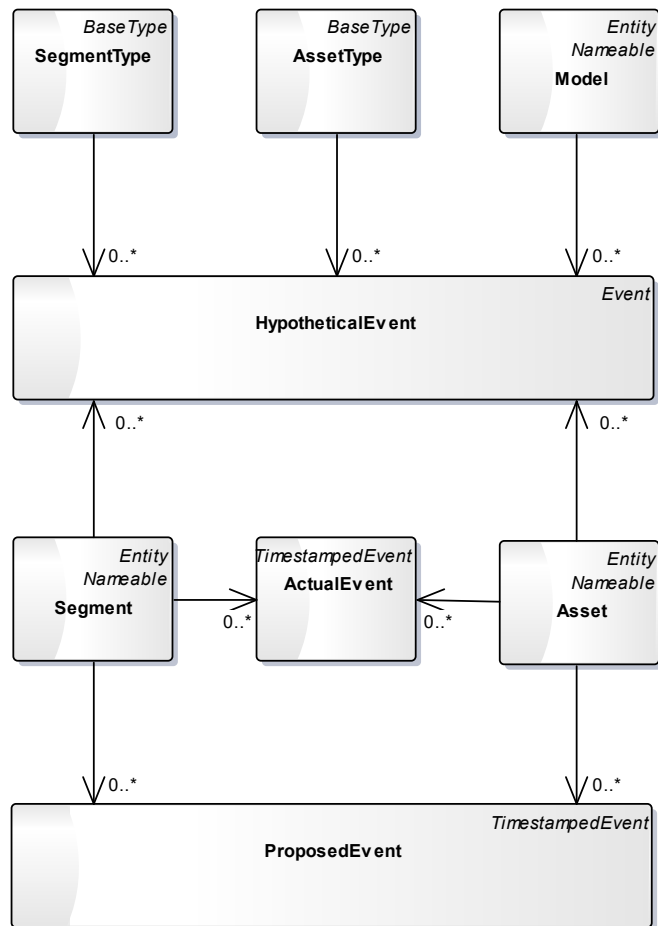 BaseType
SegmentType
BaseType
AssetType
Entity
Nameable
Model
0..*
0..*
0..*
Event
HypotheticalEvent
0..*
0..*
Entity
Nameable
Segment
TimestampedEvent
ActualEvent
Entity
Nameable
Asset
0..*
0..*
0..*
0..*
TimestampedEvent
ProposedEvent